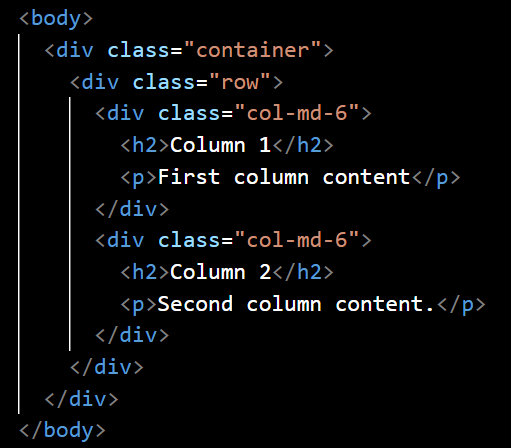 <body>
<div class="container">
<div class="row">
<div class="col-md-6">
<h2>Column 1</h2>
<p>First column content</p>
</div>
<div class="col-md-6">
<h2>Column 2</h2>
<p>Second column content.</p>
</div>
</div>
</div>
</body>